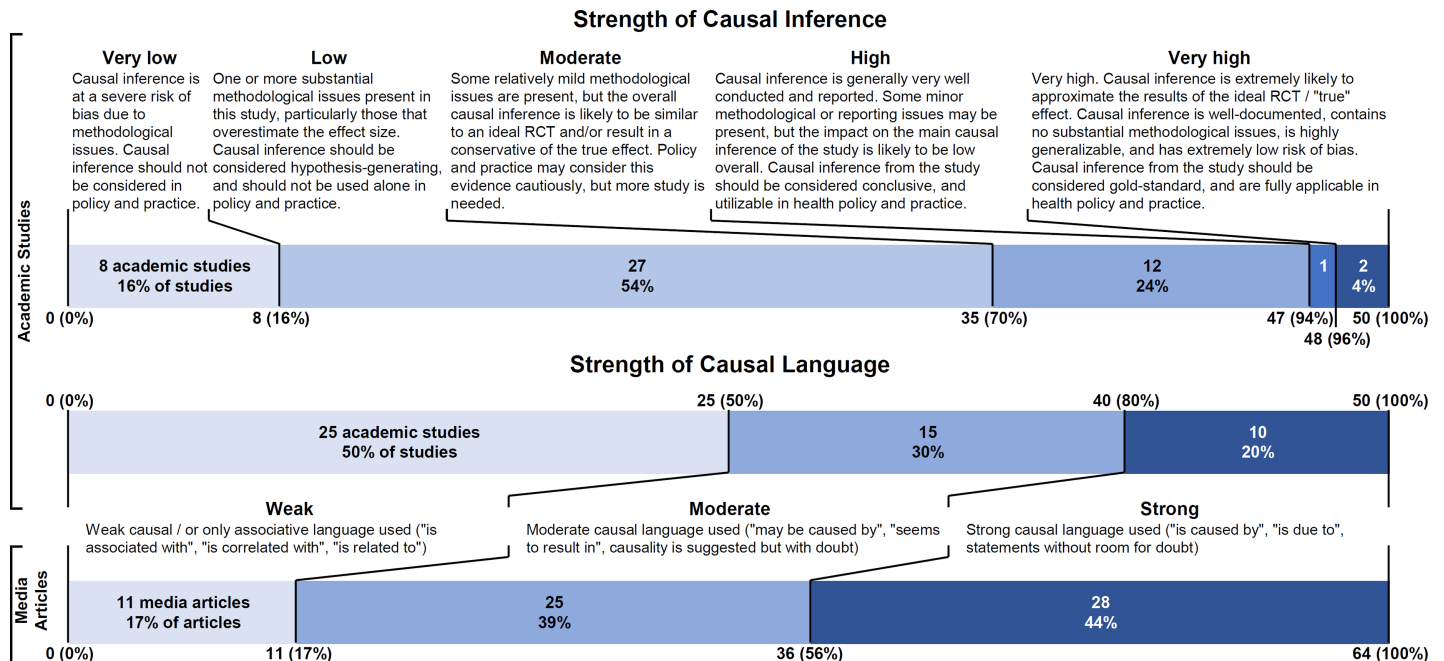 Strength of Causal Inference
Very low
Causal inference is
at a severe risk of
bias due to
methodological
issues. Causal
inference should not
be considered in
policy and practice.
Low
One or more substantial
methodological issues present in
this study, particularly those that
overestimate the effect size.
Causal inference should be
considered hypothesis-generating,
and should not be used alone in
policy and practice.
Moderate
Some relatively mild methodological
issues are present, but the overall
causal inference is likely to be similar
to an ideal RCT and/or result in a
conservative of the true effect. Policy
and practice may consider this
evidence cautiously, but more study is
needed.
High
Causal inference is generally very well
conducted and reported. Some minor
methodological or reporting issues may be
present, but the impact on the main causal
inference of the study is likely to be low
overall. Causal inference from the study
should be considered conclusive, and
utilizable in health policy and practice.
Very high
Very high. Causal inference is extremely likely to
approximate the results of the ideal RCT / "true"
effect. Causal inference is well-documented, contains
no substantial methodological issues, is highly
generalizable, and has extremely low risk of bias.
Causal inference from the study should be
considered gold-standard, and are fully applicable in
health policy and practice.
Academic Studies
8 academic studies
16% of studies
27
54%
12
24%
1
2
4%
0 (0%)
8 (16%)
35 (70%)
47 (94%)
48 (96%)
50 (100%)
Strength of Causal Language
0 (0%)
25 (50%)
40 (80%)
50 (100%)
25 academic studies
50% of studies
15
30%
10
20%
Weak
Weak causal / or only associative language used ("is
associated with", "is correlated with", "is related to")
Moderate
Moderate causal language used ("may be caused by", "seems
to result in", causality is suggested but with doubt)
Strong
Strong causal language used ("is caused by", "is due to",
statements without room for doubt)
Media
Articles
11 media articles
17% of articles
25
39%
28
44%
0 (0%)
11 (17%)
36 (56%)
64 (100%)